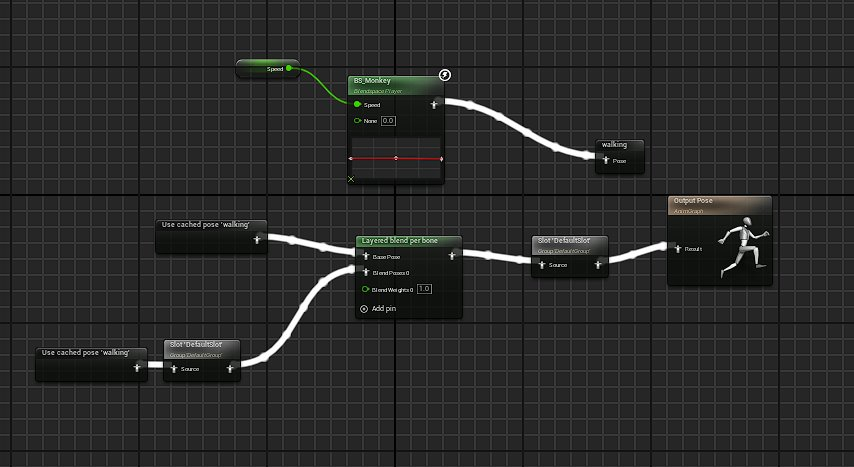 Speed
BS_Monkey
Blendspace Player
Speed
None 0.0
walking
Pose
Output Pose
AnimGraph
Result
Use cached pose 'walking'
Layered blend per bone
Base Pose
Blend Poses 0
Blend Weights 0 1.0
Add pin
Slot 'DefaultSlot'
Group 'DefaultGroup'
Source
Use cached pose 'walking'
Slot 'DefaultSlot'
Group 'DefaultGroup'
Source